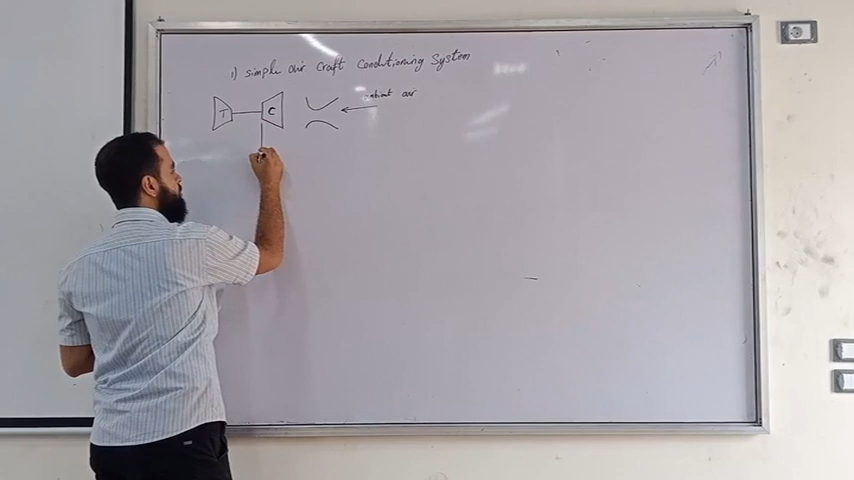 1) simple air craft Conditioning System
T C ambient air